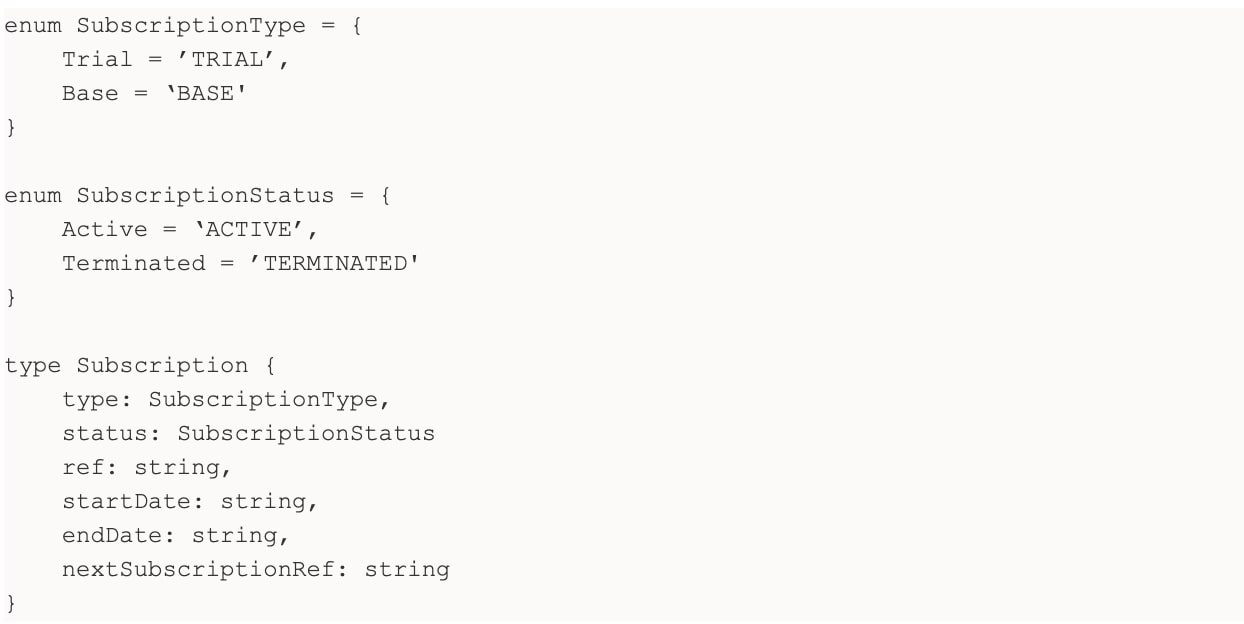 enum SubscriptionType = {
    Trial = ’TRIAL’,
    Base = ‘BASE'
}
enum SubscriptionStatus = {
    Active = ‘ACTIVE’,
    Terminated = ’TERMINATED'
}
type Subscription {
    type: SubscriptionType,
    status: SubscriptionStatus
    ref: string,
    startDate: string,
    endDate: string,
    nextSubscriptionRef: string
}